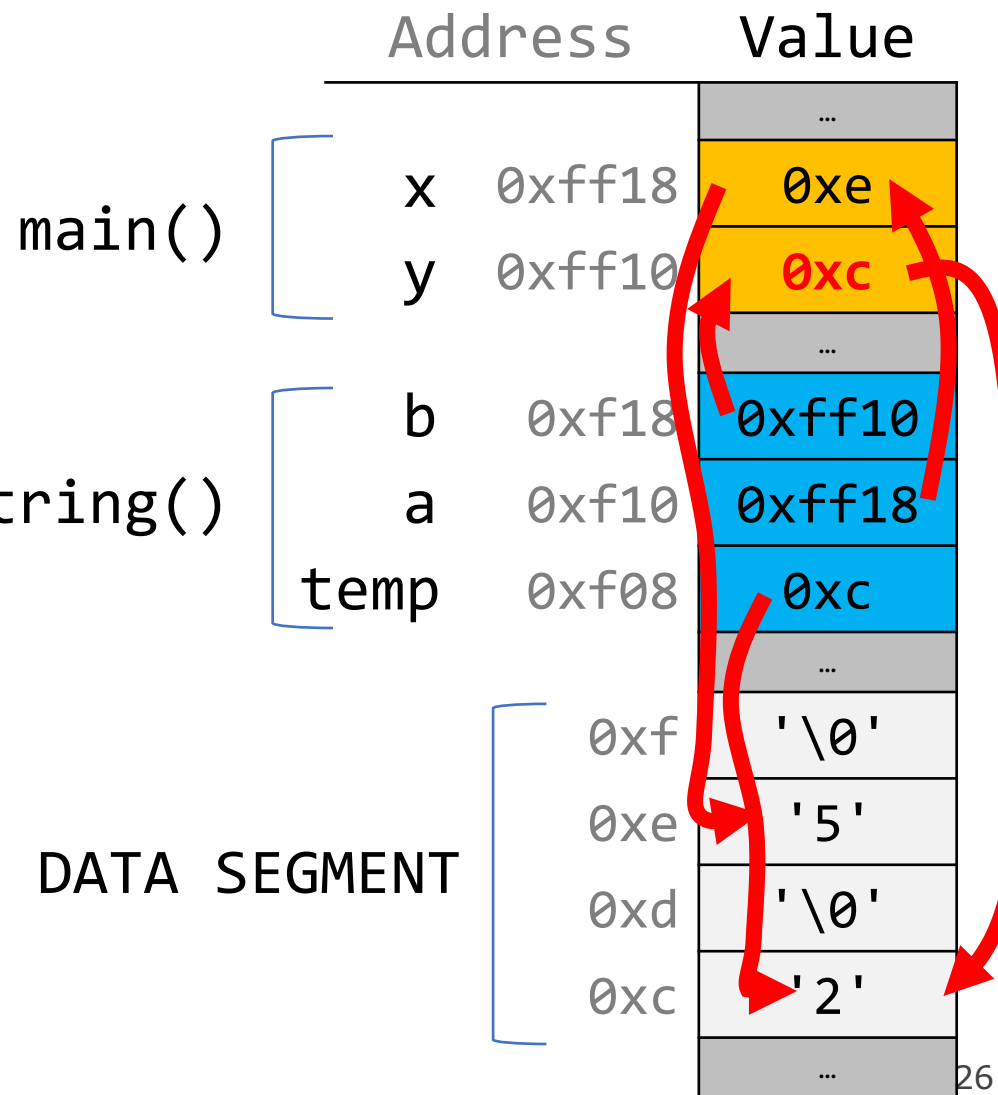 Address Value
…
x 0xff18 0xe
main()
y 0xff10 0xc
…
b 0xf18 0xff10
tring() a 0xf10 0xff18
temp 0xf08 0xc
…
0xf '\0'
0xe '5'
DATA SEGMENT
0xd '\0'
0xc '2'
… 26